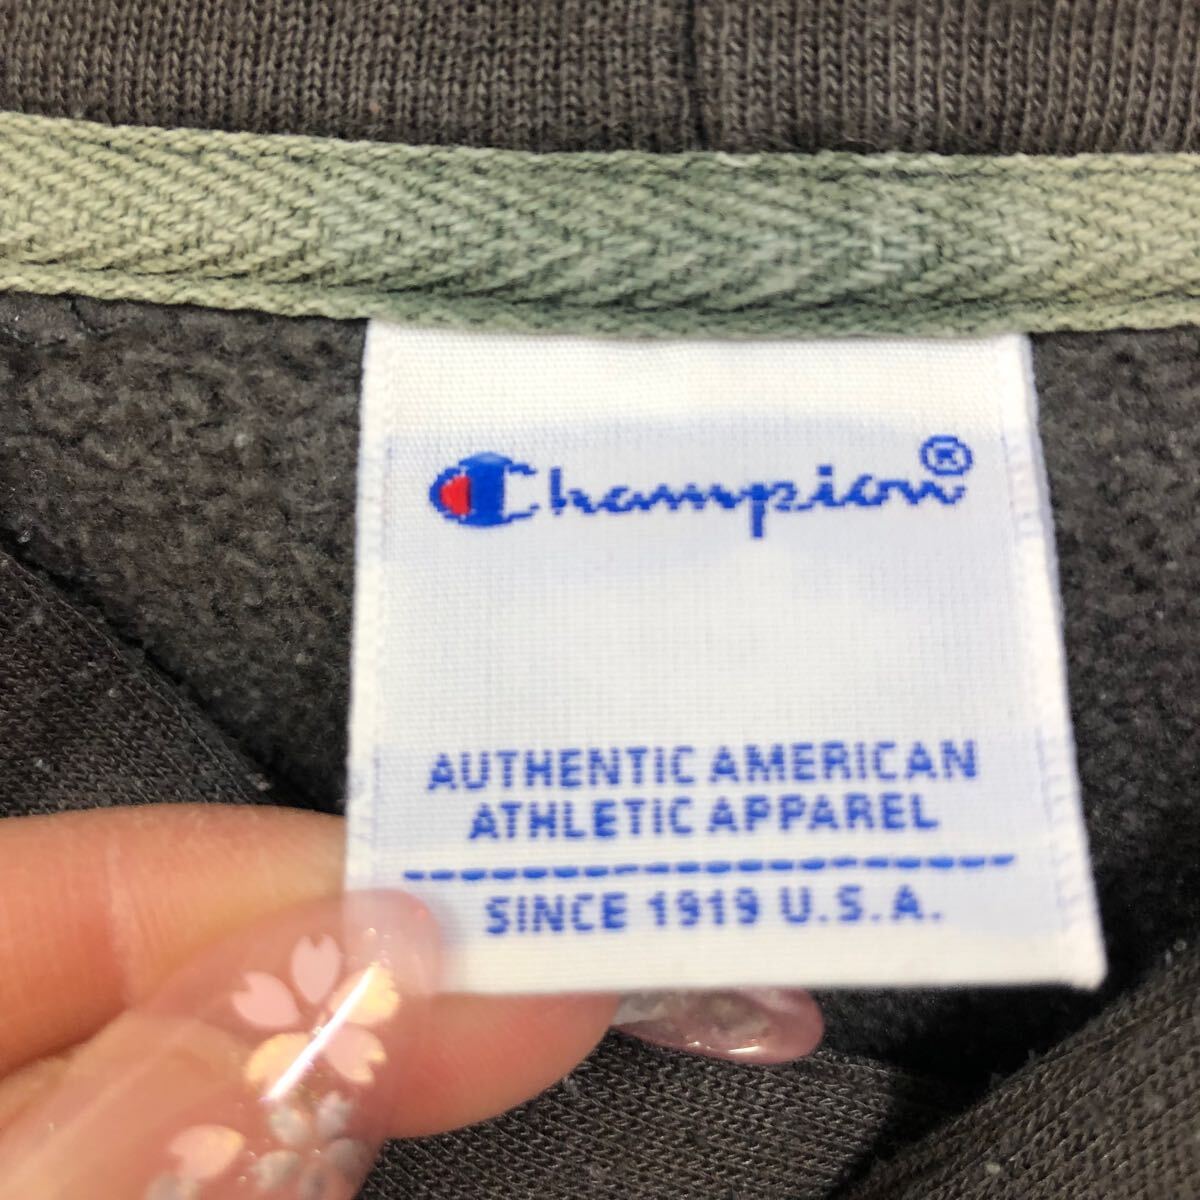 Champion®
AUTHENTIC AMERICAN
ATHLETIC APPAREL
SINCE 1919 U.S.A.